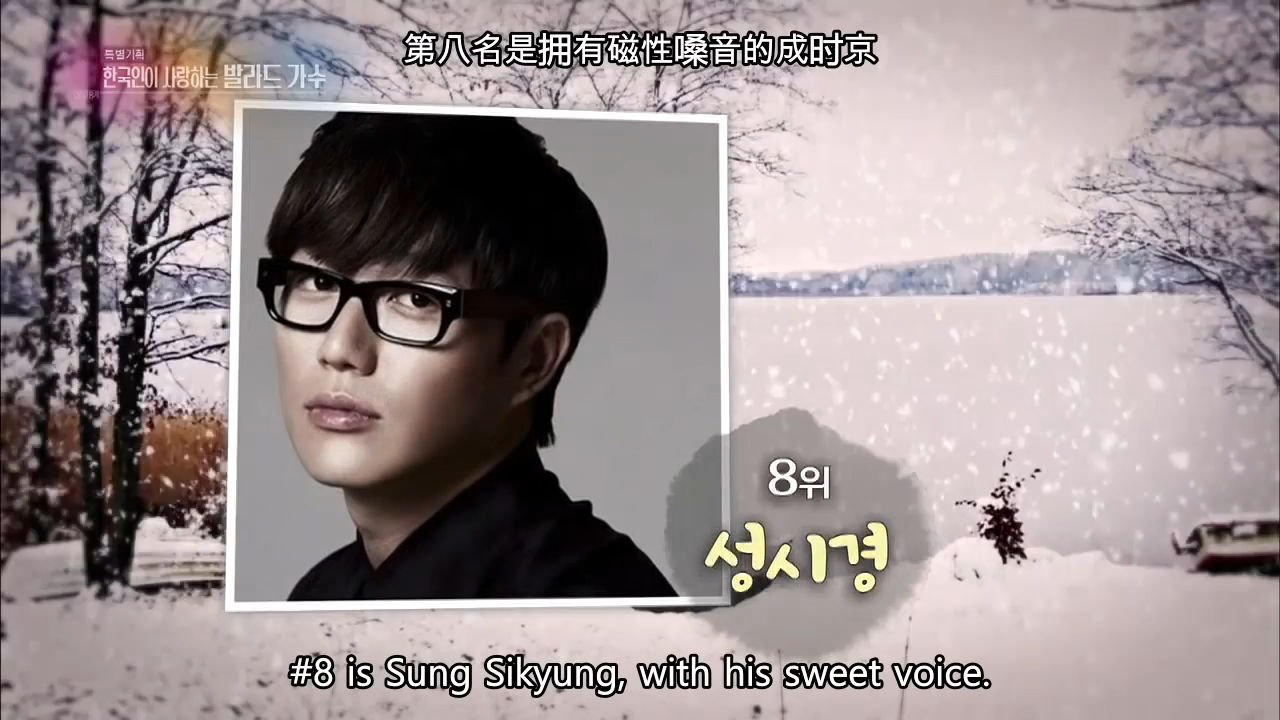 第八名是拥有磁性嗓音的成时京
특별기획
한국인이 사랑하는 발라드 가수
8위
성시경
#8 is Sung Sikyung, with his sweet voice.